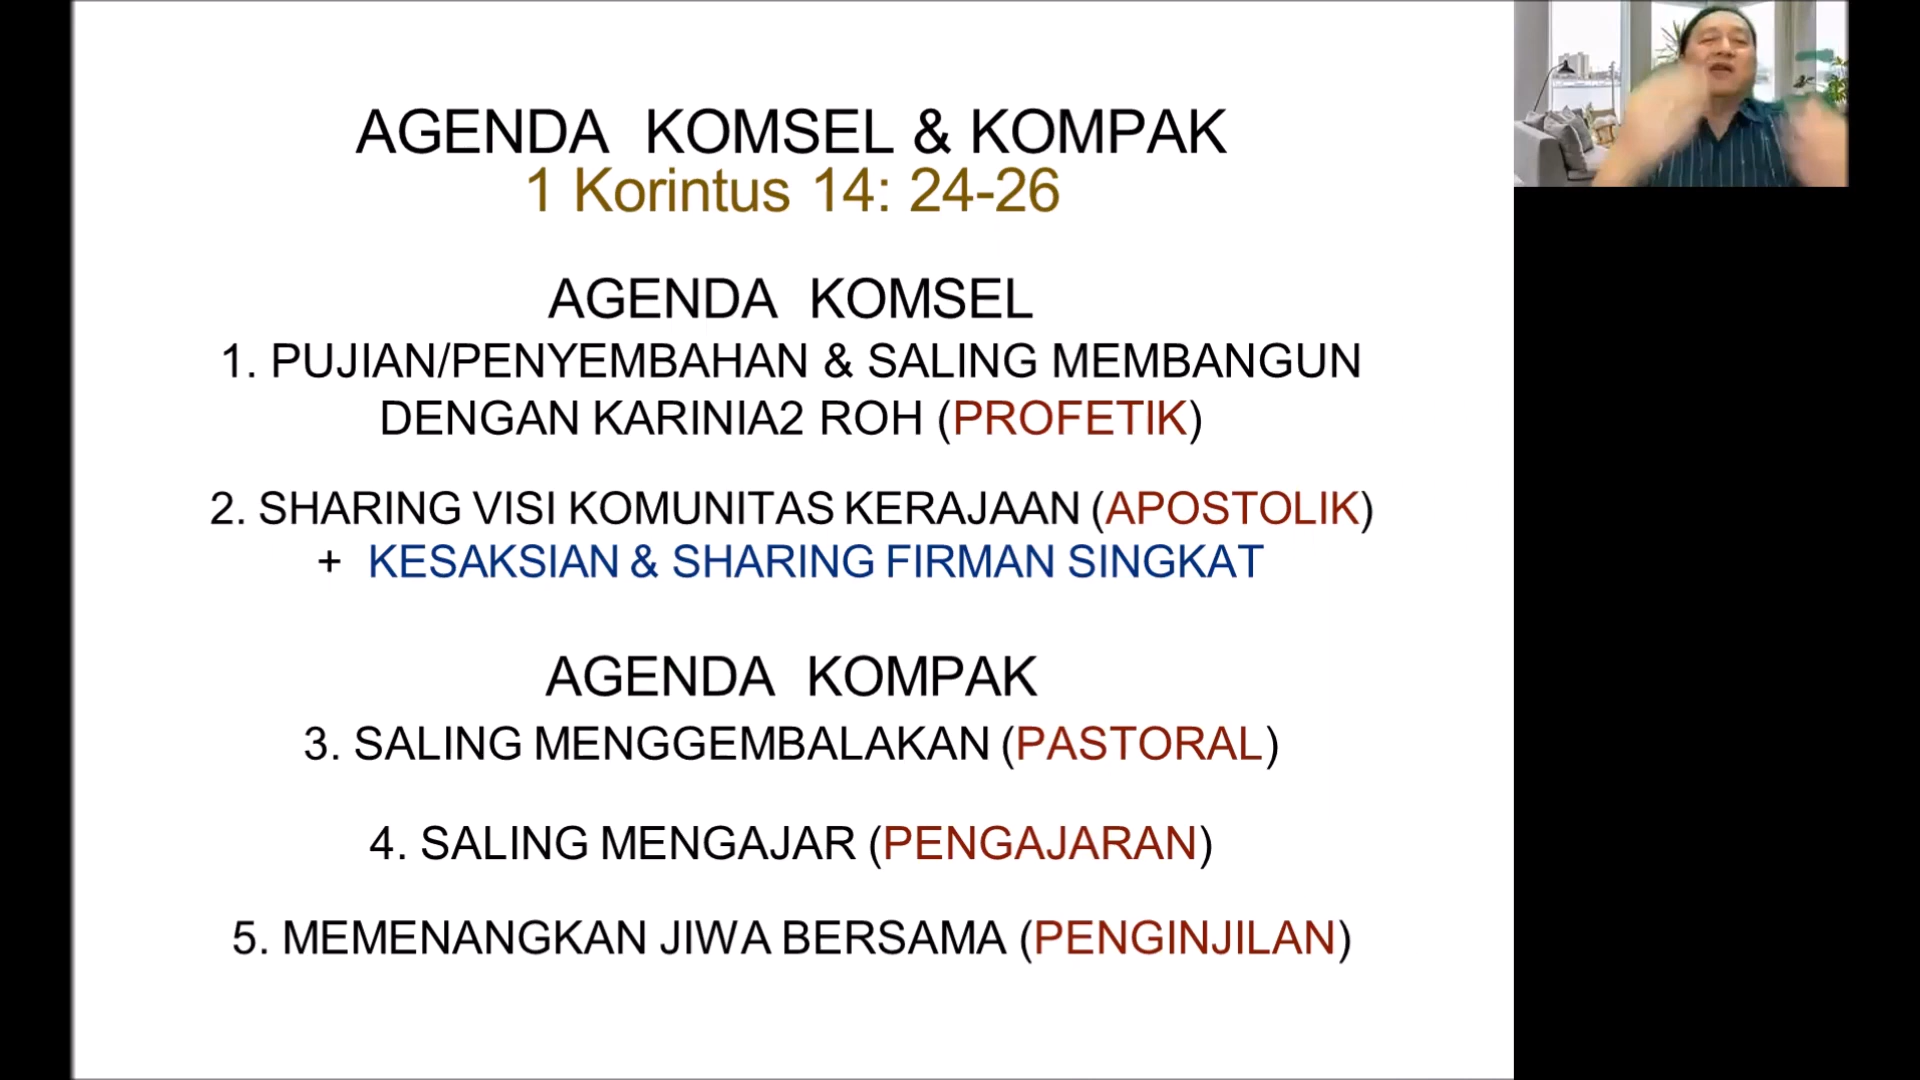 AGENDA KOMSEL & KOMPAK
1 Korintus 14: 24-26
AGENDA KOMSEL
1. PUJIAN/PENYEMBAHAN & SALING MEMBANGUN
DENGAN KARINIA2 ROH (PROFETIK)
2. SHARING VISI KOMUNITAS KERAJAAN (APOSTOLIK)
+ KESAKSIAN & SHARING FIRMAN SINGKAT
AGENDA KOMPAK
3. SALING MENGGEMBALAKAN (PASTORAL)
4. SALING MENGAJAR (PENGAJARAN)
5. MEMENANGKAN JIWA BERSAMA (PENGINJILAN)